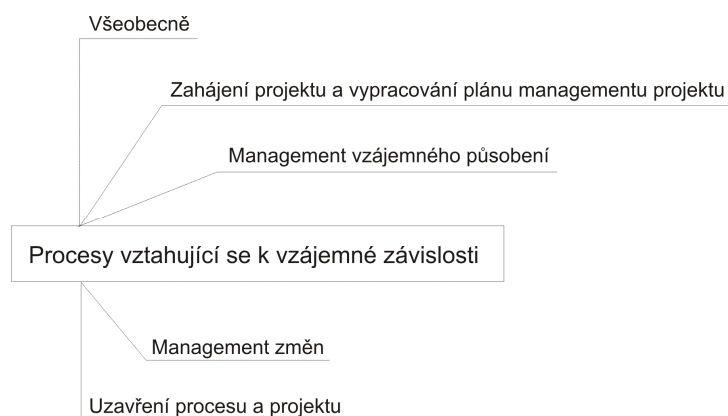 Všeobecně
Zahájení projektu a vypracování plánu managementu projektu
Management vzájemného působení
Procesy vztahující se k vzájemné závislosti
Management změn
Uzavření procesu a projektu